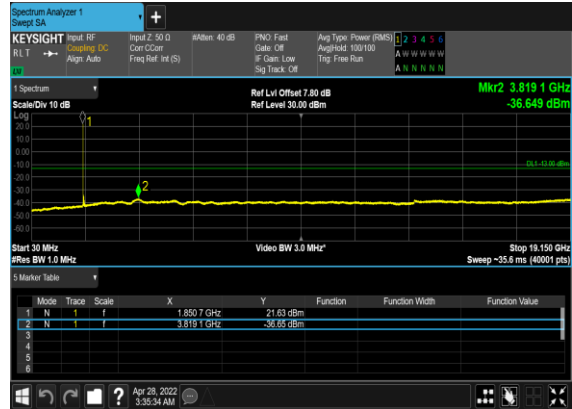 Spectrum Analyzer 1
Swept SA
KEYSIGHT Input: RF Input Z: 50 Ω #Atten: 40 dB PNO: Fast Avg Type: Power (RMS) 1 2 3 4 5 6
R L T Coupling: DC Corr CCorr Gate: Off Avg|Hold: 100/100 A W W W W W
Align: Auto Freq Ref: Int (S) IF Gain: Low Trig: Free Run
Sig Track: Off A N N N N N
1 Spectrum Ref Lvl Offset 7.80 dB Mkr2 3.819 1 GHz
Scale/Div 10 dB Ref Level 30.00 dBm -36.649 dBm
Log
20.0
10.0
0.00
-10.0
-20.0
-30.0
-40.0
-50.0
-60.0
1
2
DL1 -13.00 dBm
Start 30 MHz Video BW 3.0 MHz* Stop 19.150 GHz
#Res BW 1.0 MHz Sweep ~35.6 ms (40001 pts)
5 Marker Table
Mode Trace Scale X Y Function Function Width Function Value
1 N 1 f 1.850 7 GHz 21.63 dBm
2 N 1 f 3.819 1 GHz -36.65 dBm
3
4
5
6
? Apr 28, 2022
3:35:34 AM